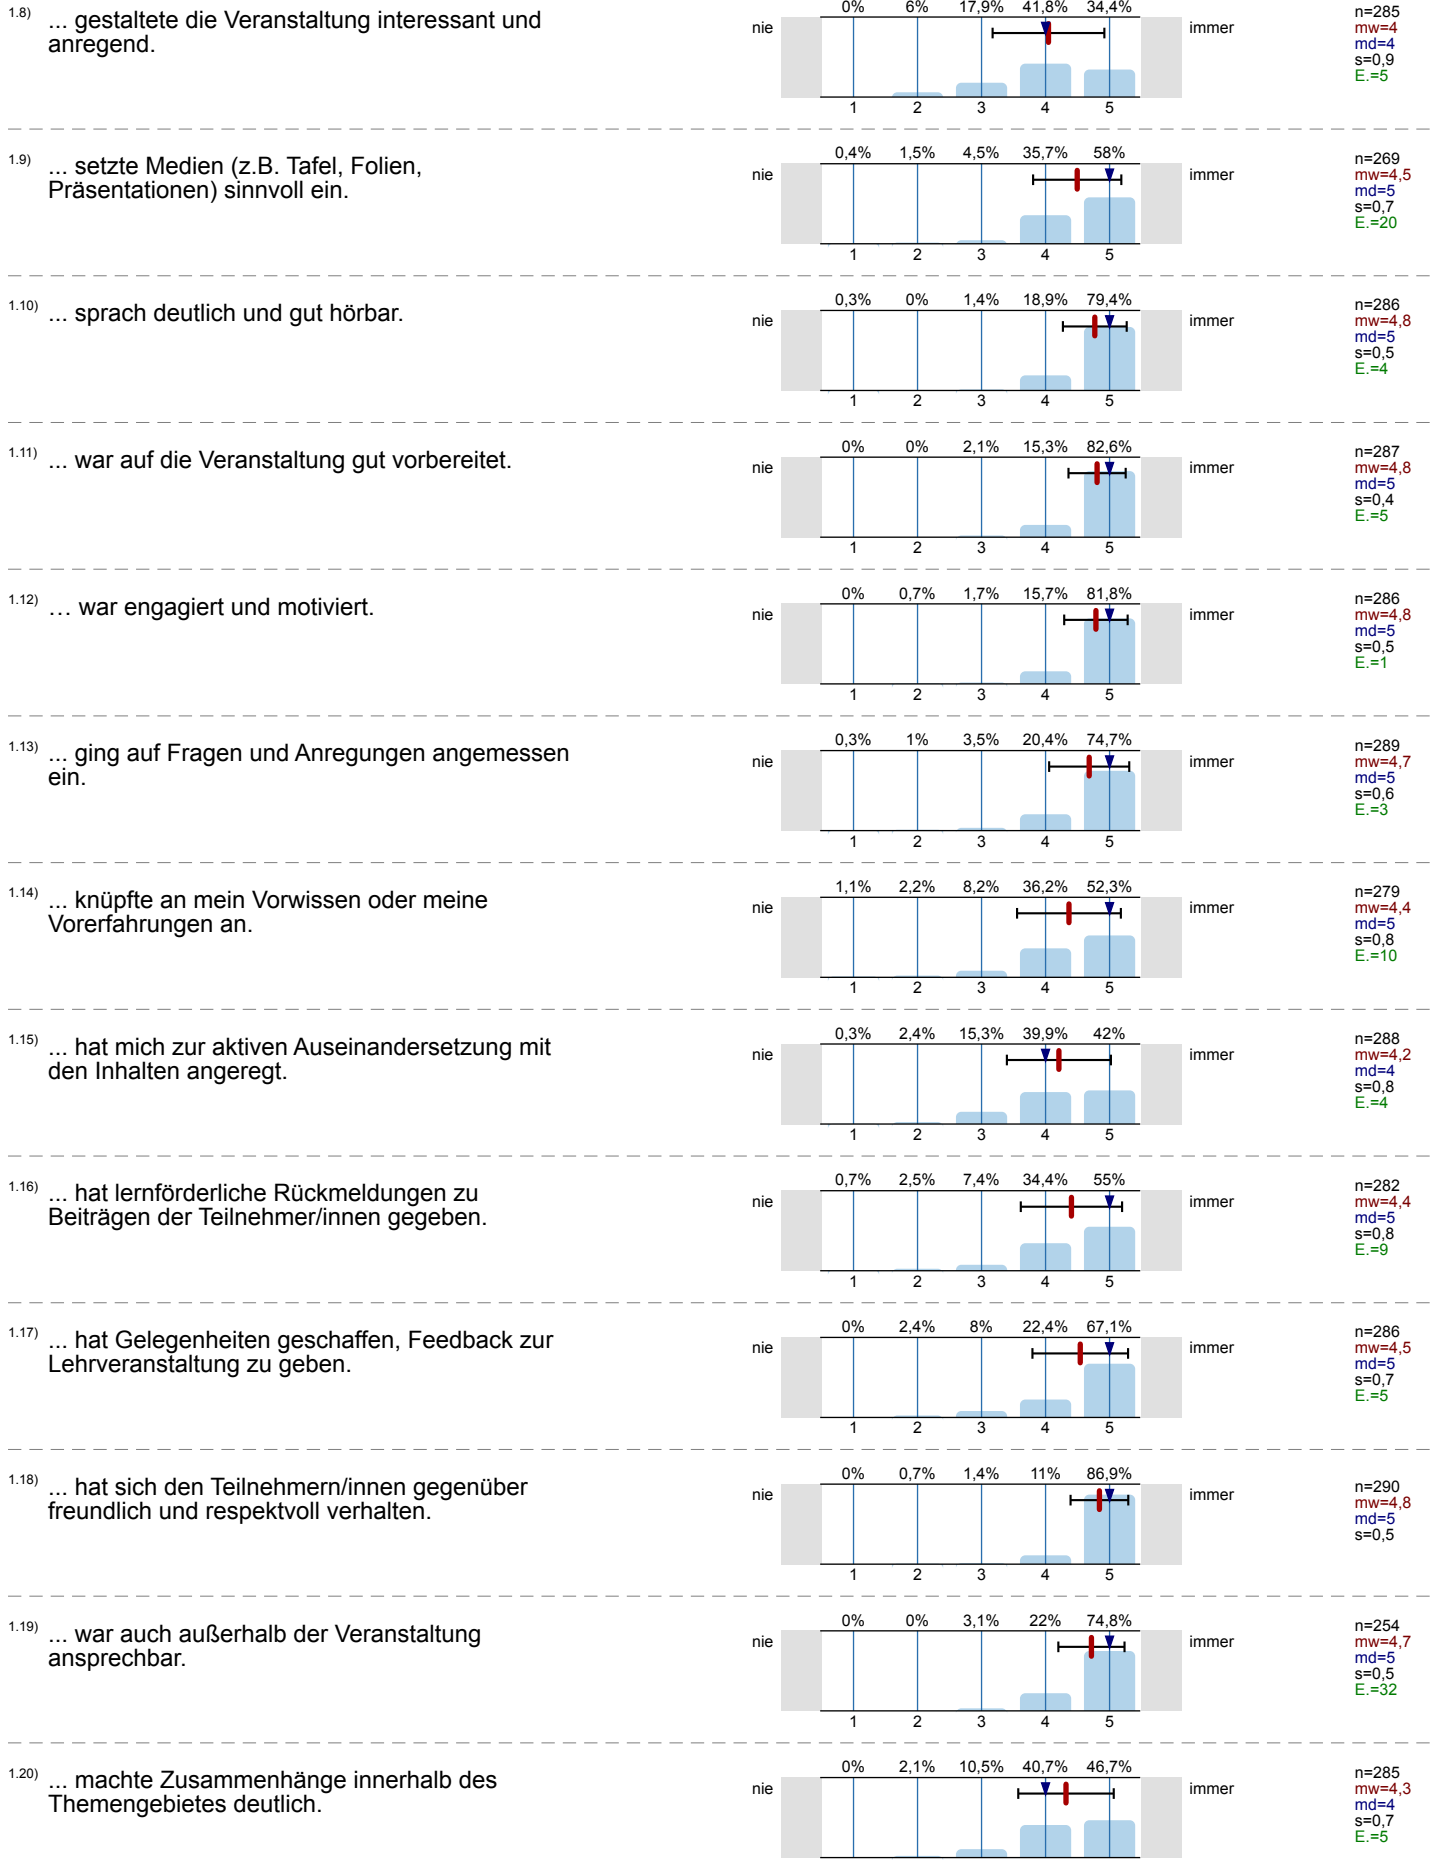 1.8) ... gestaltete die Veranstaltung interessant und
anregend.
0% 6% 17,9% 41,8% 34,4%
nie immer
1 2 3 4 5
n=285
mw=4
md=4
s=0,9
E.=5
1.9) ... setzte Medien (z.B. Tafel, Folien,
Präsentationen) sinnvoll ein.
0,4% 1,5% 4,5% 35,7% 58%
nie immer
1 2 3 4 5
n=269
mw=4,5
md=5
s=0,7
E.=20
1.10) ... sprach deutlich und gut hörbar.
0,3% 0% 1,4% 18,9% 79,4%
nie immer
1 2 3 4 5
n=286
mw=4,8
md=5
s=0,5
E.=4
1.11) ... war auf die Veranstaltung gut vorbereitet.
0% 0% 2,1% 15,3% 82,6%
nie immer
1 2 3 4 5
n=287
mw=4,8
md=5
s=0,4
E.=5
1.12) … war engagiert und motiviert.
0% 0,7% 1,7% 15,7% 81,8%
nie immer
1 2 3 4 5
n=286
mw=4,8
md=5
s=0,5
E.=1
1.13) ... ging auf Fragen und Anregungen angemessen
ein.
0,3% 1% 3,5% 20,4% 74,7%
nie immer
1 2 3 4 5
n=289
mw=4,7
md=5
s=0,6
E.=3
1.14) ... knüpfte an mein Vorwissen oder meine
Vorerfahrungen an.
1,1% 2,2% 8,2% 36,2% 52,3%
nie immer
1 2 3 4 5
n=279
mw=4,4
md=5
s=0,8
E.=10
1.15) ... hat mich zur aktiven Auseinandersetzung mit
den Inhalten angeregt.
0,3% 2,4% 15,3% 39,9% 42%
nie immer
1 2 3 4 5
n=288
mw=4,2
md=4
s=0,8
E.=4
1.16) ... hat lernförderliche Rückmeldungen zu
Beiträgen der Teilnehmer/innen gegeben.
0,7% 2,5% 7,4% 34,4% 55%
nie immer
1 2 3 4 5
n=282
mw=4,4
md=5
s=0,8
E.=9
1.17) ... hat Gelegenheiten geschaffen, Feedback zur
Lehrveranstaltung zu geben.
0% 2,4% 8% 22,4% 67,1%
nie immer
1 2 3 4 5
n=286
mw=4,5
md=5
s=0,7
E.=5
1.18) ... hat sich den Teilnehmern/innen gegenüber
freundlich und respektvoll verhalten.
0% 0,7% 1,4% 11% 86,9%
nie immer
1 2 3 4 5
n=290
mw=4,8
md=5
s=0,5
1.19) ... war auch außerhalb der Veranstaltung
ansprechbar.
0% 0% 3,1% 22% 74,8%
nie immer
1 2 3 4 5
n=254
mw=4,7
md=5
s=0,5
E.=32
1.20) ... machte Zusammenhänge innerhalb des
Themengebietes deutlich.
0% 2,1% 10,5% 40,7% 46,7%
nie immer
n=285
mw=4,3
md=4
s=0,7
E.=5